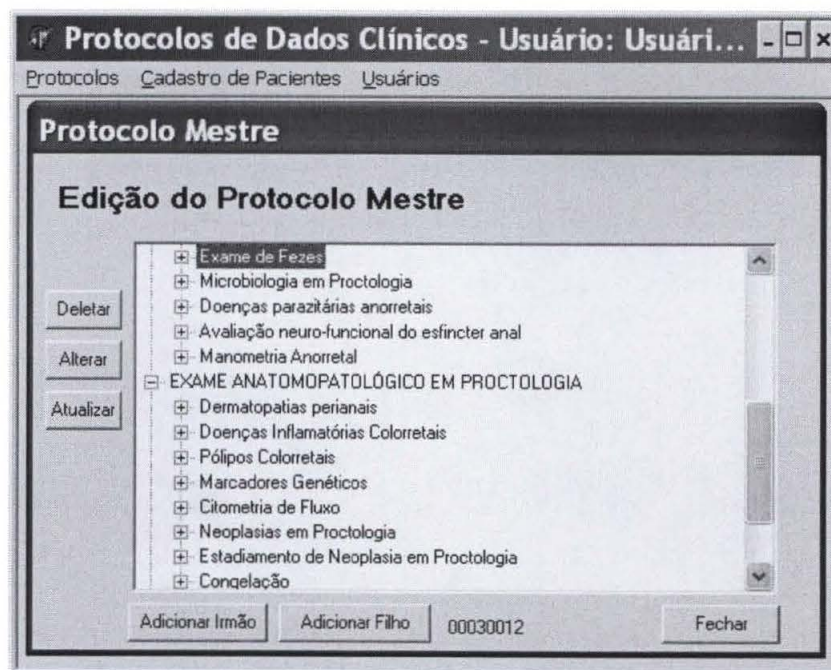 Protocolos de Dados Clínicos - Usuário: Usuári...
Protocolos Cadastro de Pacientes Usuários
Protocolo Mestre
Edição do Protocolo Mestre
Exame de Fezes
Microbiologia em Proctologia
Doenças parazitárias anorretais
Avaliação neuro-funcional do esfincter anal
Manometria Anorretal
EXAME ANATOMOPATOLÓGICO EM PROCTOLOGIA
Dermatopatias perianais
Doenças Inflamatórias Colorretais
Pólipos Colorretais
Marcadores Genéticos
Citometria de Fluxo
Neoplasias em Proctologia
Estadiamento de Neoplasia em Proctologia
Congelação
Deletar
Alterar
Atualizar
Adicionar Irmão Adicionar Filho 00030012 Fechar